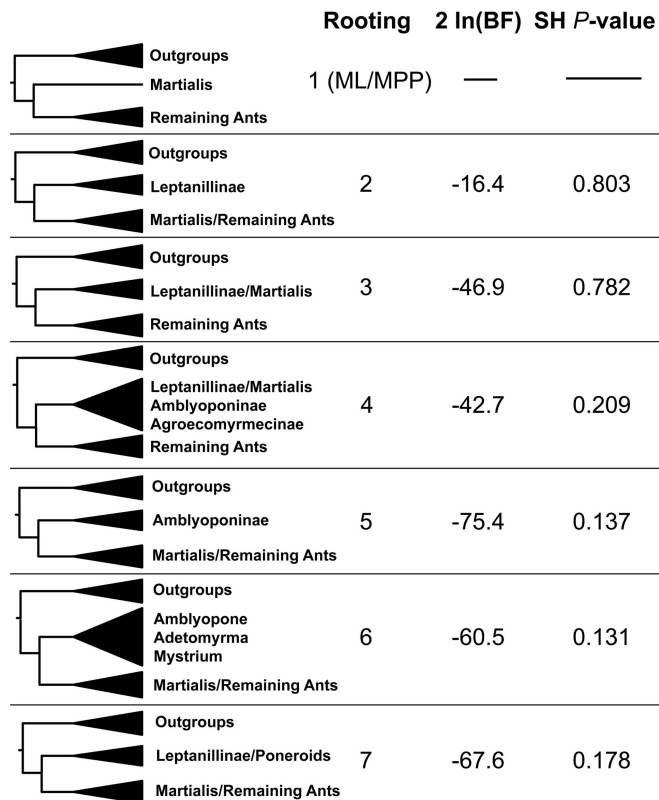 Rooting 2 ln(BF) SH P-value
Outgroups
Martialis
Remaining Ants
1 (ML/MPP) — —
Outgroups
Leptanillinae
Martialis/Remaining Ants
2 -16.4 0.803
Outgroups
Leptanillinae/Martialis
Remaining Ants
3 -46.9 0.782
Outgroups
Leptanillinae/Martialis
Amblyoponinae
Agroecomyrmecinae
Remaining Ants
4 -42.7 0.209
Outgroups
Amblyoponinae
Martialis/Remaining Ants
5 -75.4 0.137
Outgroups
Amblyopone
Adetomyrma
Mystrium
Martialis/Remaining Ants
6 -60.5 0.131
Outgroups
Leptanillinae/Poneroids
Martialis/Remaining Ants
7 -67.6 0.178